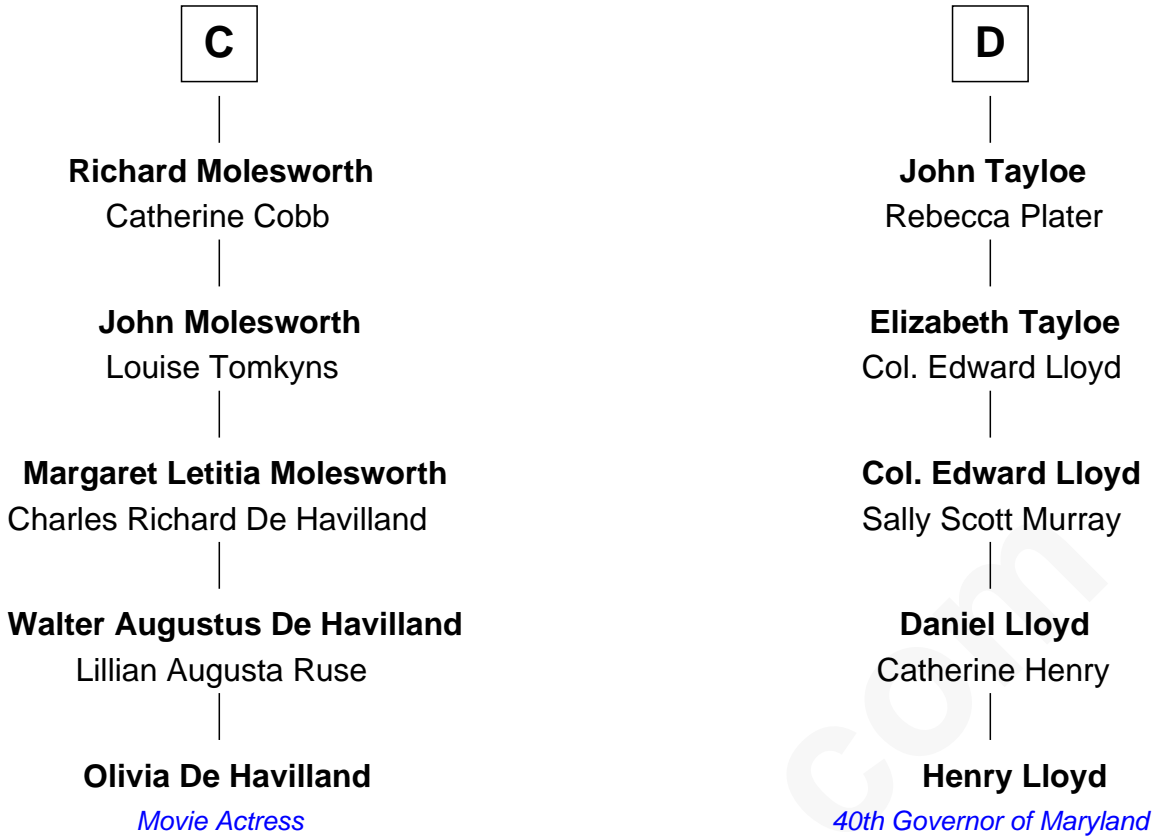 C
Richard Molesworth
Catherine Cobb
John Molesworth
Louise Tomkyns
Margaret Letitia Molesworth
Charles Richard De Havilland
Walter Augustus De Havilland
Lillian Augusta Ruse
Olivia De Havilland
Movie Actress
D
John Tayloe
Rebecca Plater
Elizabeth Tayloe
Col. Edward Lloyd
Col. Edward Lloyd
Sally Scott Murray
Daniel Lloyd
Catherine Henry
Henry Lloyd
40th Governor of Maryland
com